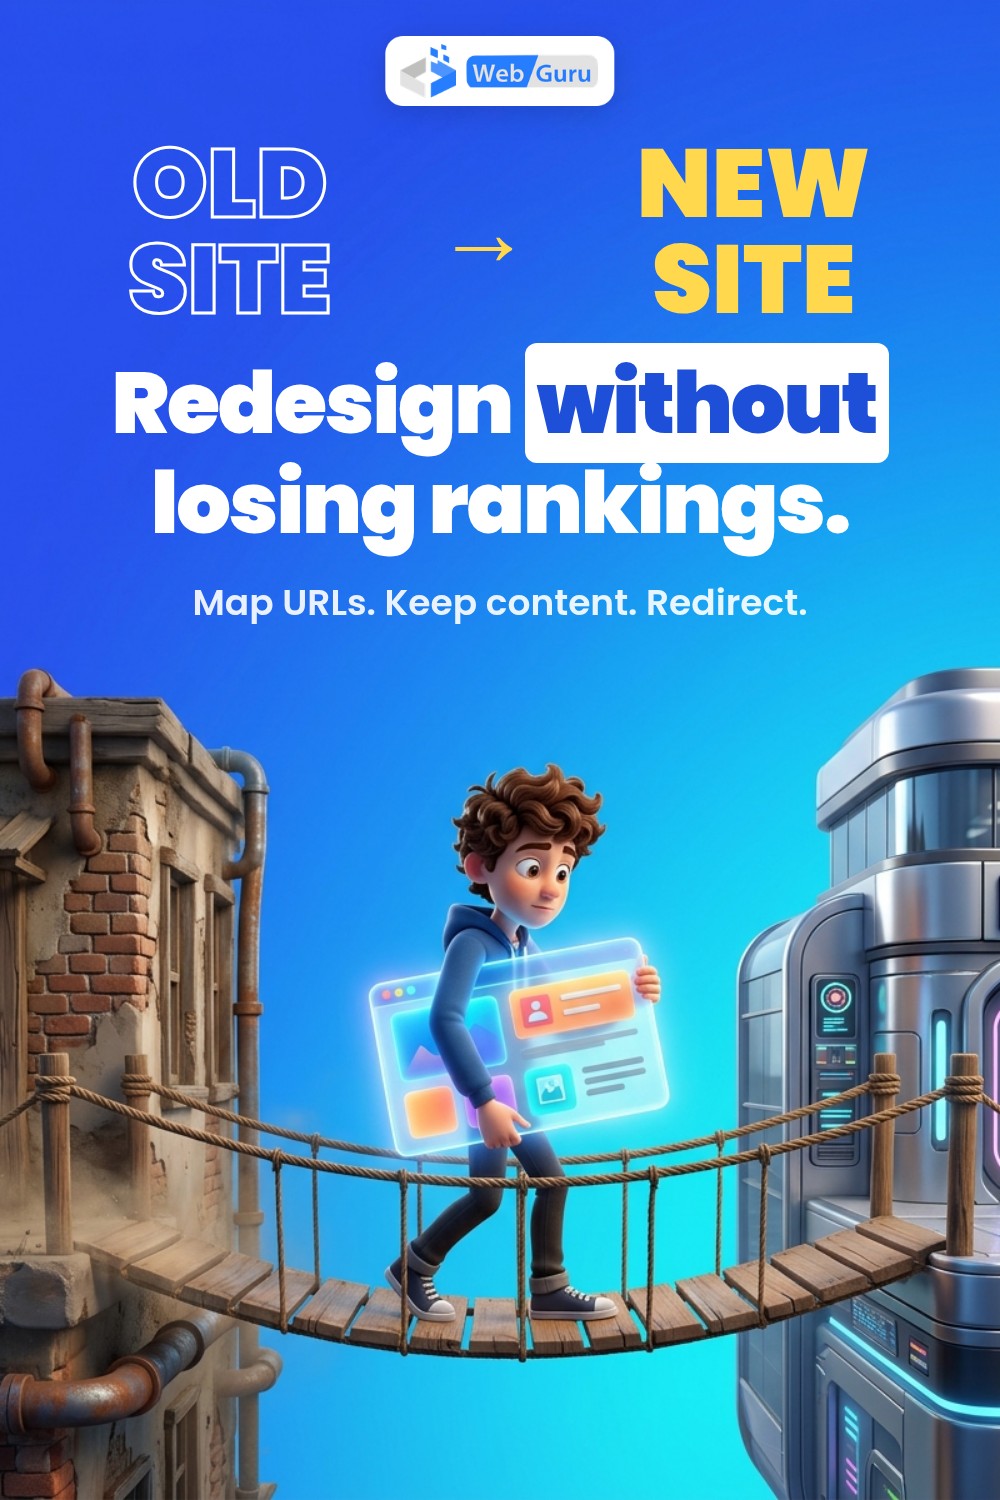 Web Guru
OLD
SITE
→
NEW
SITE
Redesign without
losing rankings.
Map URLs. Keep content. Redirect.